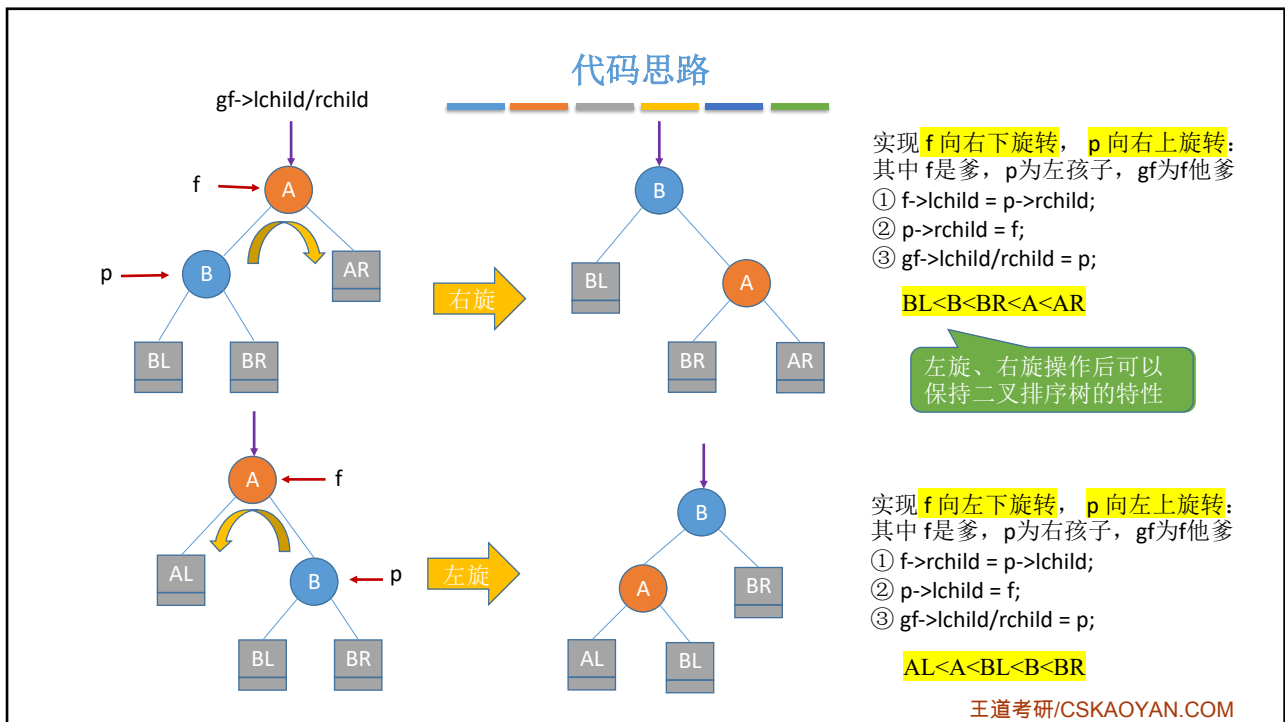 代码思路
gf->lchild/rchild
f
A
p
B
AR
BL
BR
右旋
B
BL
A
BR
AR
实现 f 向右下旋转， p 向右上旋转：
其中 f是爹，p为左孩子，gf为f他爹
① f->lchild = p->rchild;
② p->rchild = f;
③ gf->lchild/rchild = p;
BL<B<BR<A<AR
左旋、右旋操作后可以
保持二叉排序树的特性
A
f
AL
B
p
BL
BR
左旋
B
A
BR
AL
BL
实现 f 向左下旋转， p 向左上旋转：
其中 f是爹，p为右孩子，gf为f他爹
① f->rchild = p->lchild;
② p->lchild = f;
③ gf->lchild/rchild = p;
AL<A<BL<B<BR
王道考研/CSKAOYAN.COM